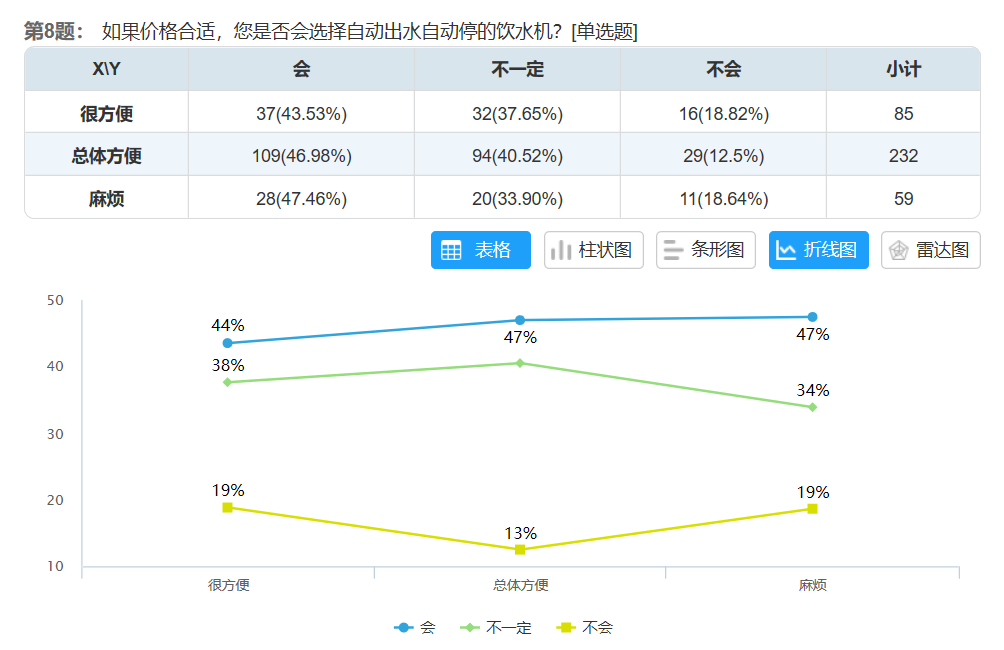 第8题： 如果价格合适，您是否会选择自动出水自动停的饮水机？[单选题]
X\Y 会 不一定 不会 小计
很方便 37(43.53%) 32(37.65%) 16(18.82%) 85
总体方便 109(46.98%) 94(40.52%) 29(12.5%) 232
麻烦 28(47.46%) 20(33.90%) 11(18.64%) 59
表格 柱状图 条形图 折线图 雷达图
50
44% 47% 47%
40
38% 34%
30
20
19% 13% 19%
10
很方便 总体方便 麻烦
会 不一定 不会